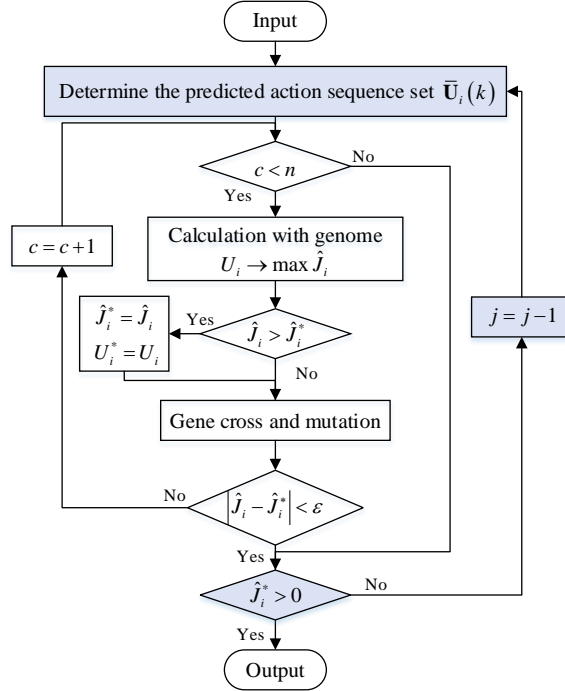 Input
Determine the predicted action sequence set Ū_i(k)
c < n
No
Yes
c = c+1
Calculation with genome
U_i → max Ĵ_i
Ĵ_i^* = Ĵ_i
U_i^* = U_i
Yes
Ĵ_i > Ĵ_i^*
j = j−1
No
Gene cross and mutation
No
|Ĵ_i − Ĵ_i^*| < ε
Yes
Ĵ_i^* > 0
No
Yes
Output